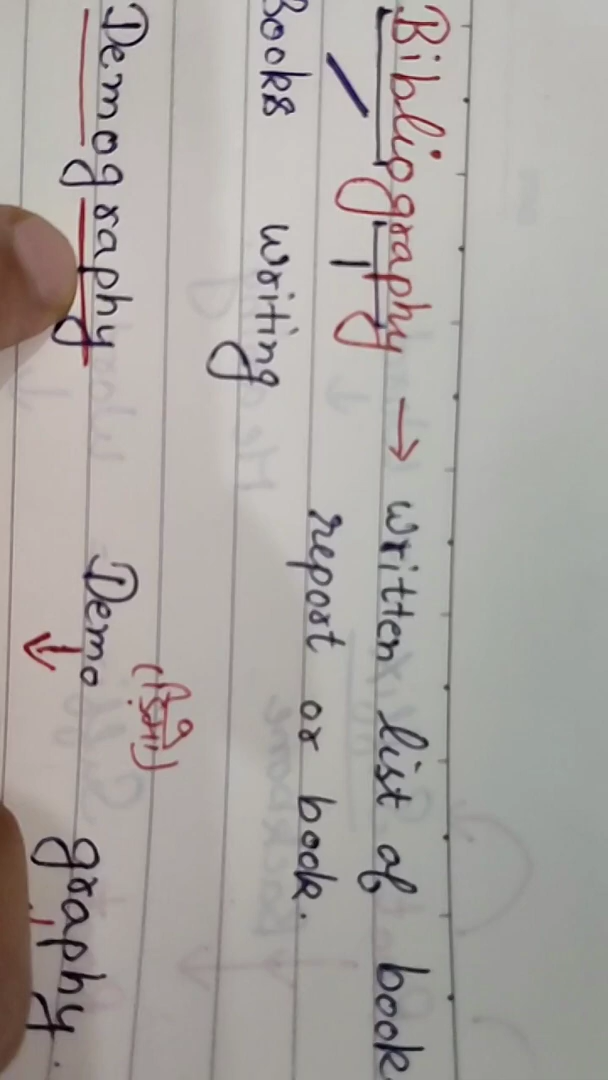 Bibliography → written list of book
report or book.
Books writing
Demography Demo graphy.